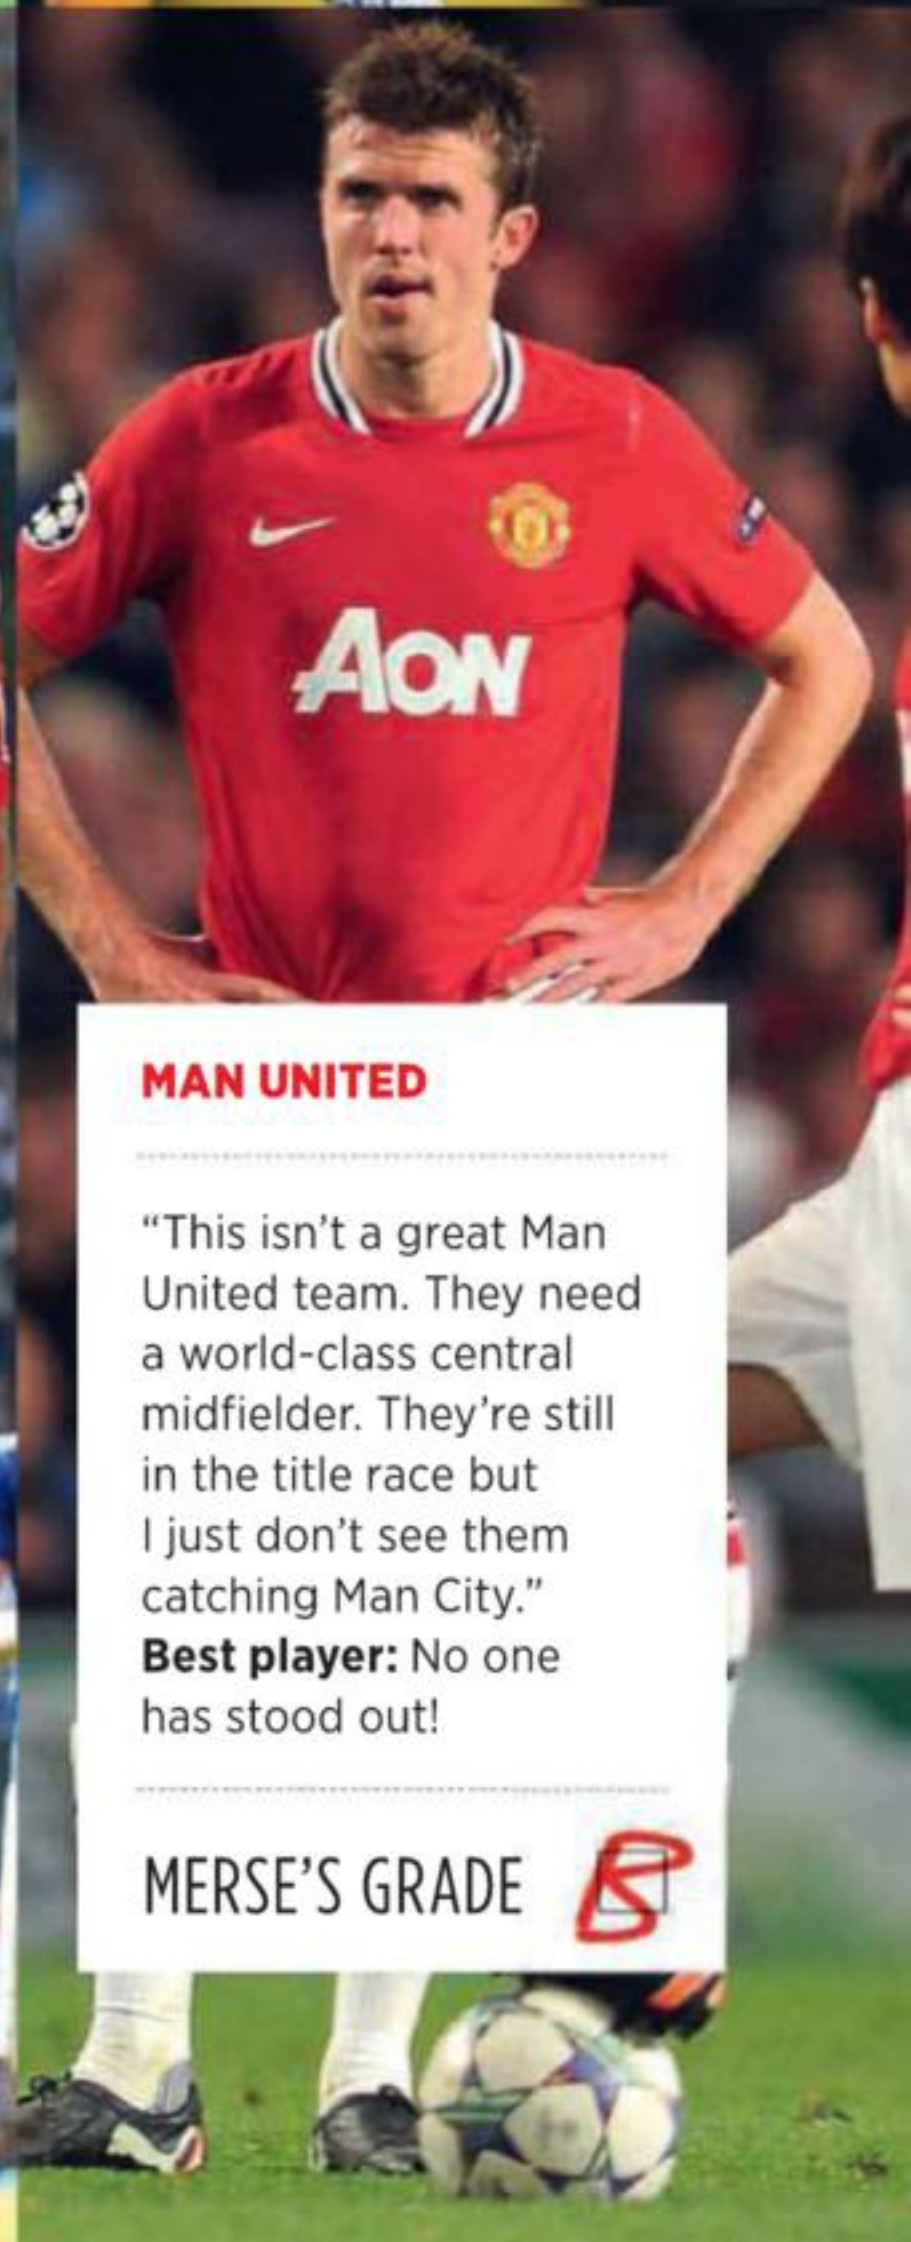 AON
MAN UNITED
“This isn’t a great Man
United team. They need
a world-class central
midfielder. They’re still
in the title race but
I just don’t see them
catching Man City.”
Best player: No one
has stood out!
MERSE’S GRADE B